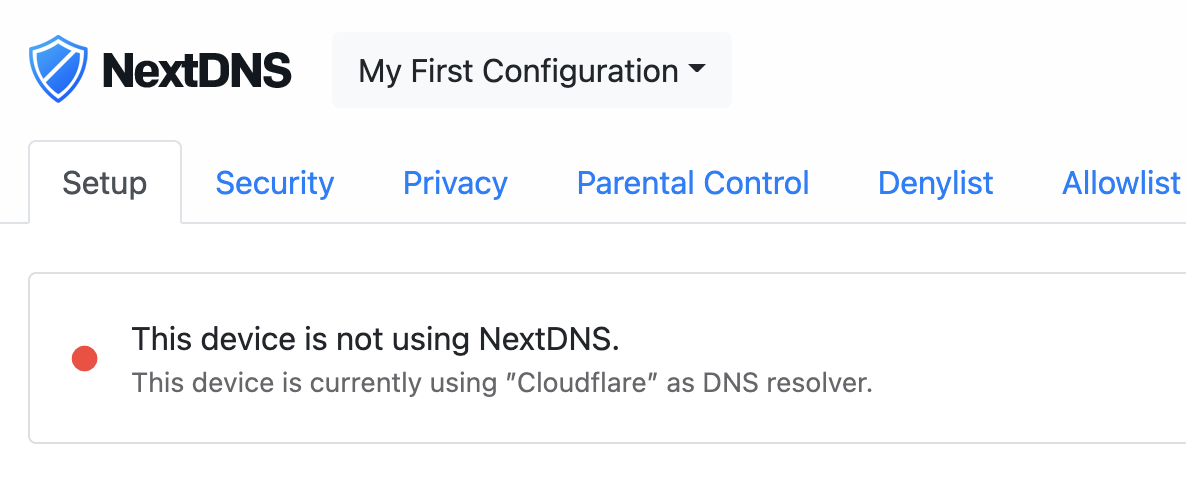 NextDNS
My First Configuration
Setup Security Privacy Parental Control Denylist Allowlist
This device is not using NextDNS.
This device is currently using ″Cloudflare″ as DNS resolver.